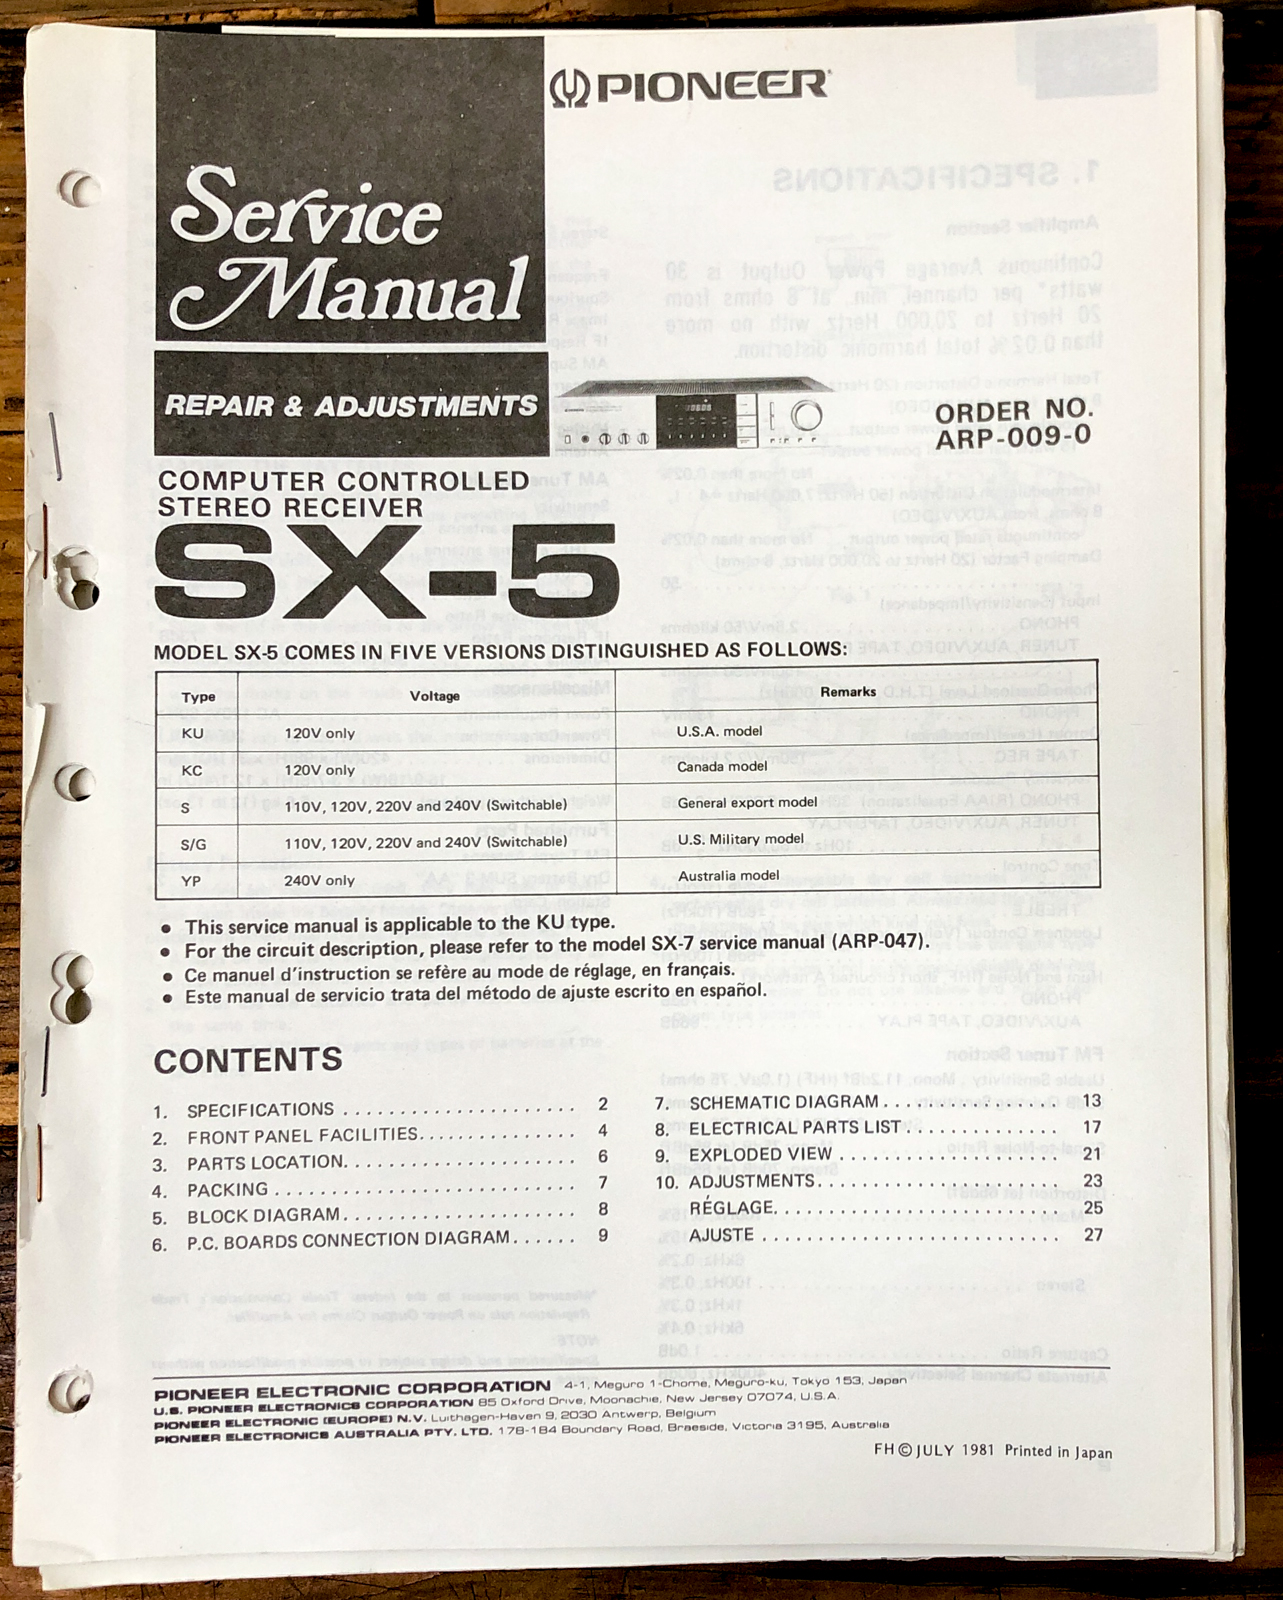 PIONEER
Service
Manual
REPAIR & ADJUSTMENTS
ORDER NO.
ARP-009-0
COMPUTER CONTROLLED
STEREO RECEIVER
SX-5
MODEL SX-5 COMES IN FIVE VERSIONS DISTINGUISHED AS FOLLOWS:
Type Voltage Remarks
KU 120V only U.S.A. model
KC 120V only Canada model
S 110V, 120V, 220V and 240V (Switchable) General export model
S/G 110V, 120V, 220V and 240V (Switchable) U.S. Military model
YP 240V only Australia model
● This service manual is applicable to the KU type.
● For the circuit description, please refer to the model SX-7 service manual (ARP-047).
● Ce manuel d'instruction se refère au mode de réglage, en français.
● Este manual de servicio trata del método de ajuste escrito en español.
CONTENTS
1. SPECIFICATIONS . . . . . . . . . . . . . . . . . . . . . 2
2. FRONT PANEL FACILITIES. . . . . . . . . . . . . . 4
3. PARTS LOCATION. . . . . . . . . . . . . . . . . . . . . 6
4. PACKING . . . . . . . . . . . . . . . . . . . . . . . . . . . 7
5. BLOCK DIAGRAM. . . . . . . . . . . . . . . . . . . . . 8
6. P.C. BOARDS CONNECTION DIAGRAM. . . . . . 9
7. SCHEMATIC DIAGRAM . . . . . . . . . . . . . . . . 13
8. ELECTRICAL PARTS LIST . . . . . . . . . . . . . . 17
9. EXPLODED VIEW . . . . . . . . . . . . . . . . . . . . 21
10. ADJUSTMENTS. . . . . . . . . . . . . . . . . . . . . . 23
RÉGLAGE. . . . . . . . . . . . . . . . . . . . . . . . . . 25
AJUSTE . . . . . . . . . . . . . . . . . . . . . . . . . . . 27
PIONEER ELECTRONIC CORPORATION 4-1, Meguro 1-Chome, Meguro-ku, Tokyo 153, Japan
U.S. PIONEER ELECTRONICS CORPORATION 85 Oxford Drive, Moonachie, New Jersey 07074, U.S.A.
PIONEER ELECTRONIC (EUROPE) N.V. Luithagen-Haven 9, 2030 Antwerp, Belgium
PIONEER ELECTRONICS AUSTRALIA PTY. LTD. 178-184 Boundary Road, Braeside, Victoria 3195, Australia
FH © JULY 1981 Printed in Japan